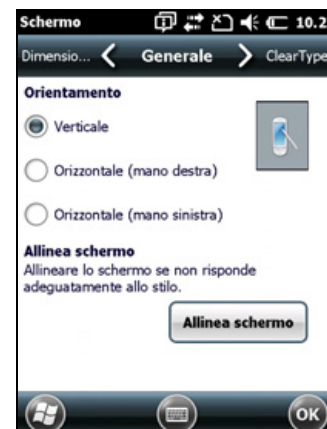 Schermo 10.2
Dimensio... Generale ClearType
Orientamento
Verticale
Orizzontale (mano destra)
Orizzontale (mano sinistra)
Allinea schermo
Allineare lo schermo se non risponde
adeguatamente allo stilo.
Allinea schermo
OK